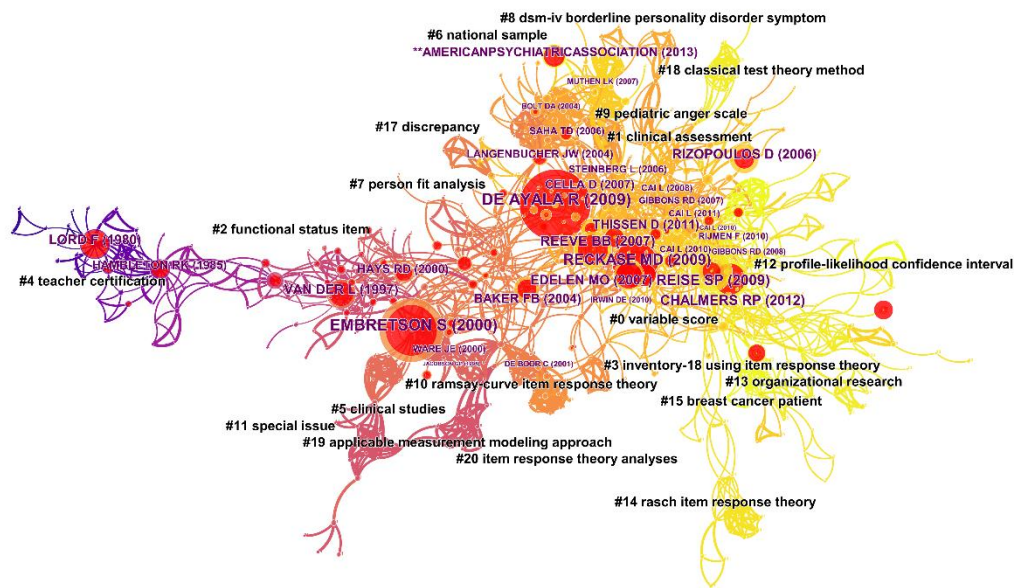 #8 dsm-iv borderline personality disorder symptom
#6 national sample
**AMERICANPSYCHIATRICASSOCIATION (2013)
#18 classical test theory method
MUTHEN LK (2007)
BOLT DA (2004)
#9 pediatric anger scale
#17 discrepancy
SAHA TD (2006)
#1 clinical assessment
LANGENBUCHER JW (2004)
RIZOPOULOS D (2006)
STEINBERG L (2006)
#7 person fit analysis
CELLA D (2007)
CAI L (2008)
DE AYALA R (2009)
GIBBONS RD (2007)
CAI L (2011)
THISSEN D (2011)
CAI L (2010)
#2 functional status item
LORD F (1980)
REEVE BB (2007)
RIJMEN F (2010)
CAI L (2010)
GIBBONS RD (2008)
HAMBLESON RK (1985)
RECKASE MD (2009)
#12 profile-likelihood confidence interval
HAYS RD (2000)
#4 teacher certification
EDELEN MO (2007)
REISE SP (2009)
VAN DER L (1997)
BAKER FB (2004)
IRWIN DE (2010)
CHALMERS RP (2012)
#0 variable score
EMBRETSON S (2000)
WARE JE (2000)
DE BOOR C (2001)
#3 inventory-18 using item response theory
#10 ramsay-curve item response theory
#13 organizational research
#15 breast cancer patient
#5 clinical studies
#11 special issue
#19 applicable measurement modeling approach
#20 item response theory analyses
#14 rasch item response theory